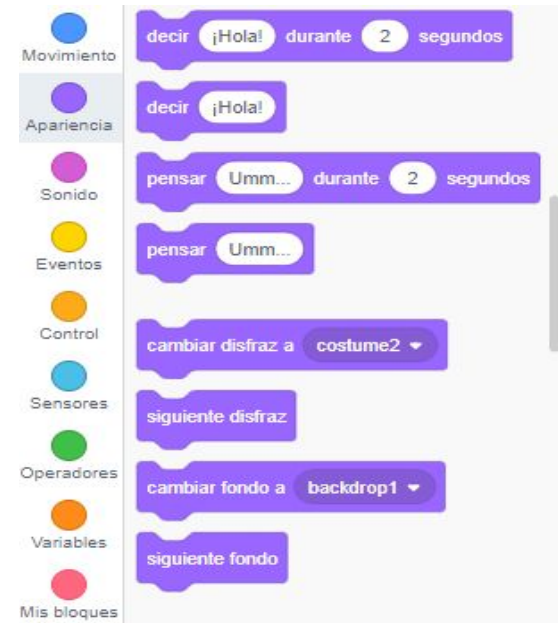 Movimiento
Apariencia
Sonido
Eventos
Control
Sensores
Operadores
Variables
Mis bloques
decir ¡Hola! durante 2 segundos
decir ¡Hola!
pensar Umm... durante 2 segundos
pensar Umm...
cambiar disfraz a costume2
siguiente disfraz
cambiar fondo a backdrop1
siguiente fondo